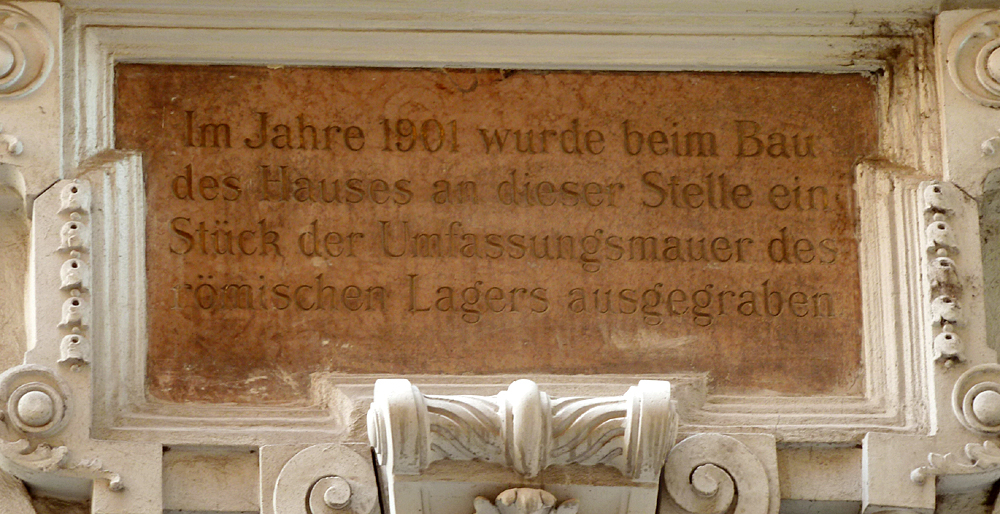 Im Jahre 1901 wurde beim Bau
des Hauses an dieser Stelle ein
Stück der Umfassungsmauer des
römischen Lagers ausgegraben